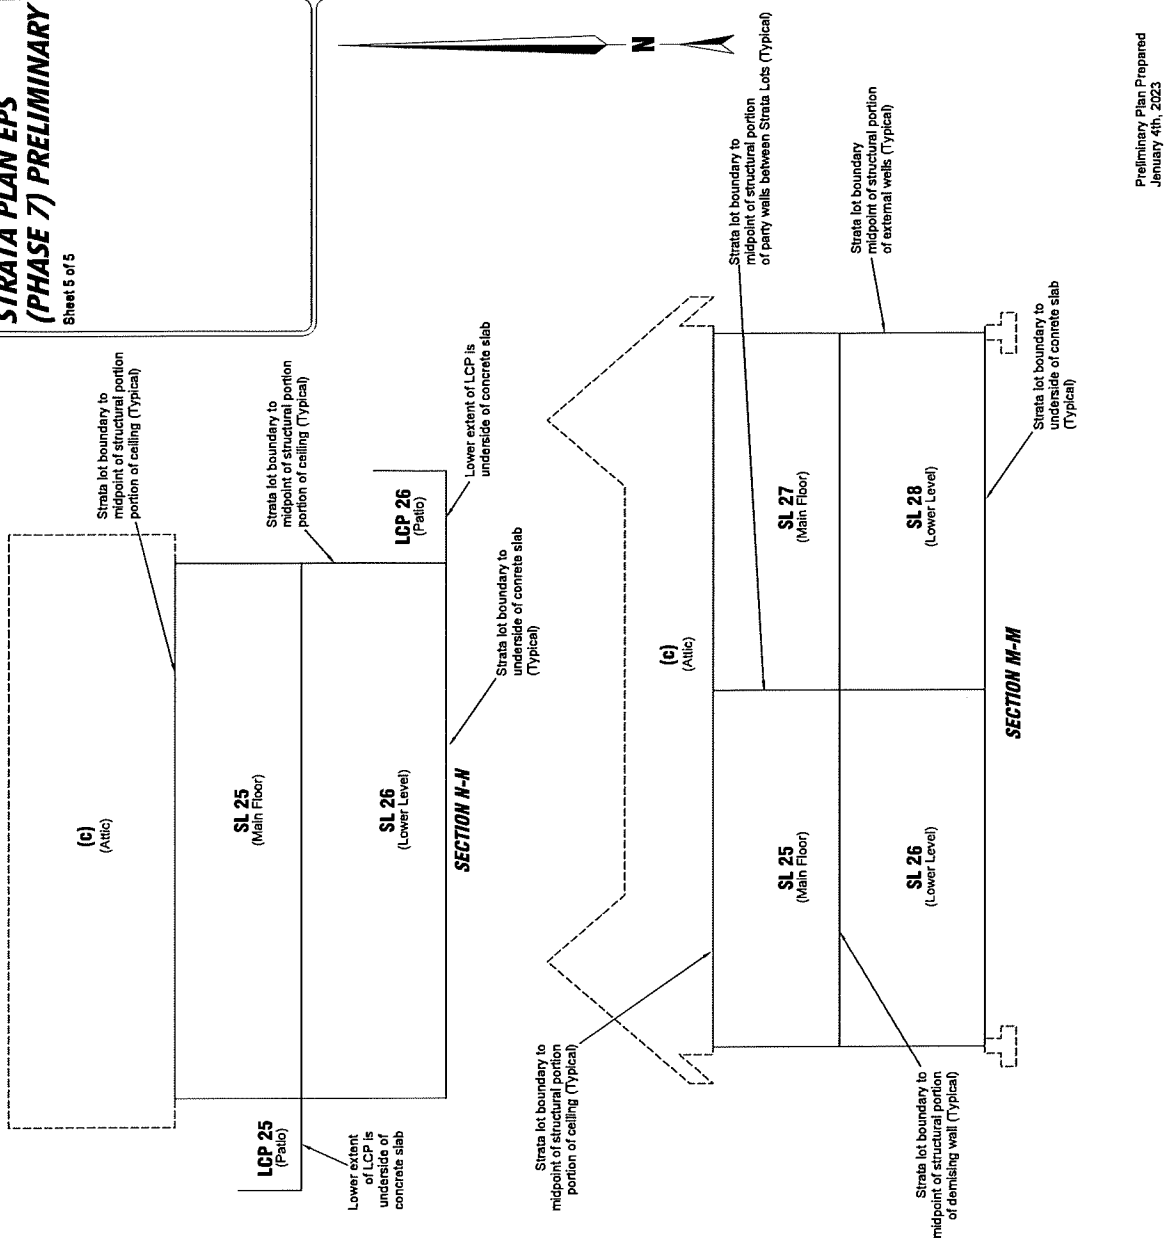 STRATA PLAN EPS
(PHASE 7) PRELIMINARY
Sheet 5 of 5
N
(c)
(Attic)
Strata lot boundary to
midpoint of structural portion
portion of ceiling (Typical)
SL 25
(Main Floor)
Strata lot boundary to
midpoint of structural portion
portion of ceiling (Typical)
LCP 25
(Patio)
Lower extent
of LCP is
underside of
concrete slab
SL 26
(Lower Level)
LCP 26
(Patio)
Lower extent of LCP is
underside of concrete slab
Strata lot boundary to
underside of conrete slab
(Typical)
SECTION N-N
Strata lot boundary to
midpoint of structural portion
portion of ceiling (Typical)
(c)
(Attic)
Strata lot boundary to
midpoint of structural portion
of party walls between Strata Lots (Typical)
SL 25
(Main Floor)
SL 27
(Main Floor)
Strata lot boundary
midpoint of structural portion
of external wells (Typical)
SL 26
(Lower Level)
SL 28
(Lower Level)
Strata lot boundary to
midpoint of structural portion
of demising wall (Typical)
Strata lot boundary to
underside of conrete slab
(Typical)
SECTION M-M
Preliminary Plan Prepared
January 4th, 2023